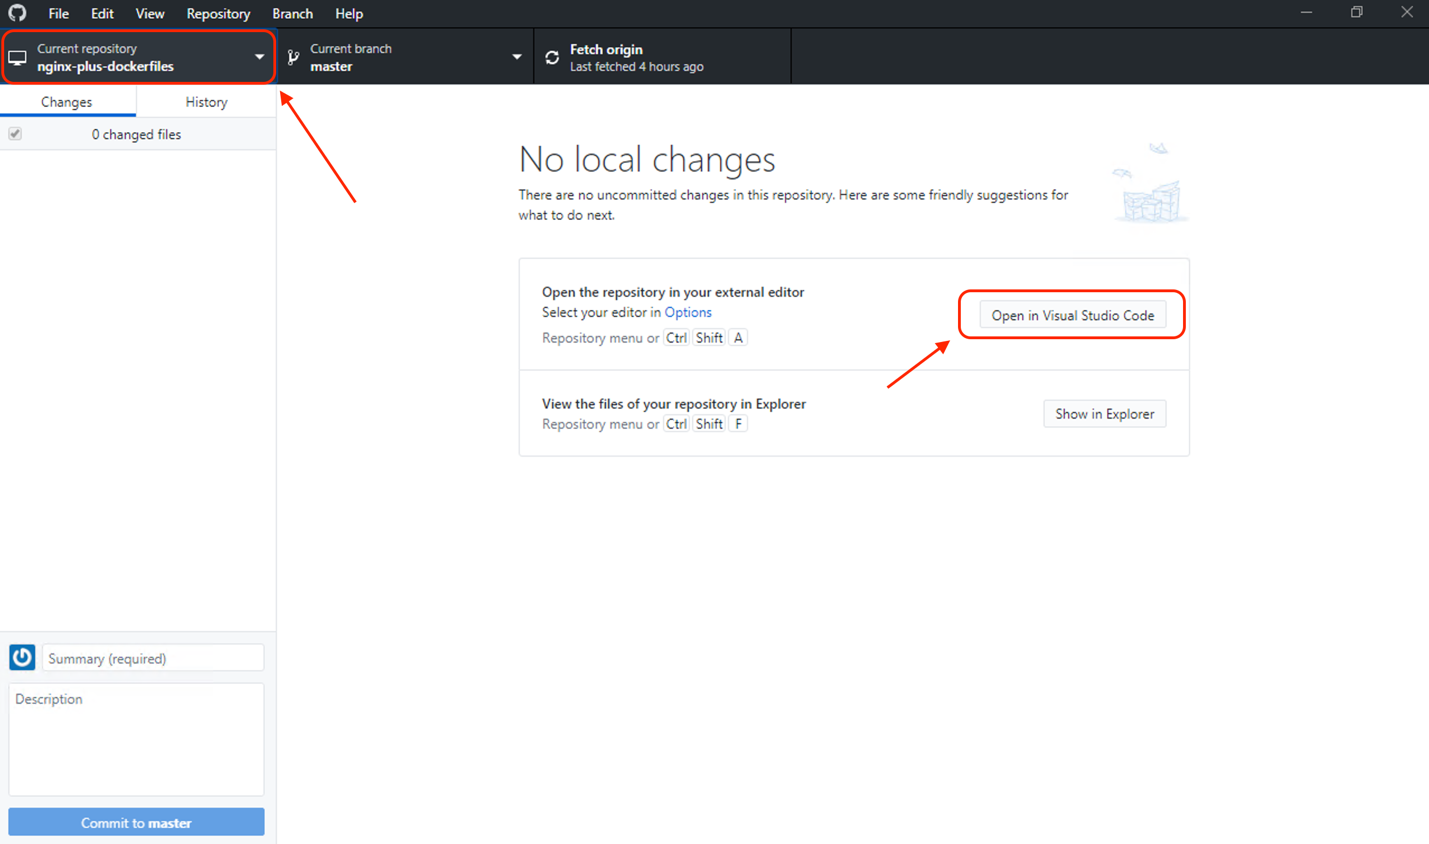 File Edit View Repository Branch Help
Current repository
nginx-plus-dockerfiles
Current branch
master
Fetch origin
Last fetched 4 hours ago
Changes History
0 changed files
No local changes
There are no uncommitted changes in this repository. Here are some friendly suggestions for
what to do next.
Open the repository in your external editor
Select your editor in Options
Repository menu or Ctrl Shift A
Open in Visual Studio Code
View the files of your repository in Explorer
Repository menu or Ctrl Shift F
Show in Explorer
Summary (required)
Description
Commit to master